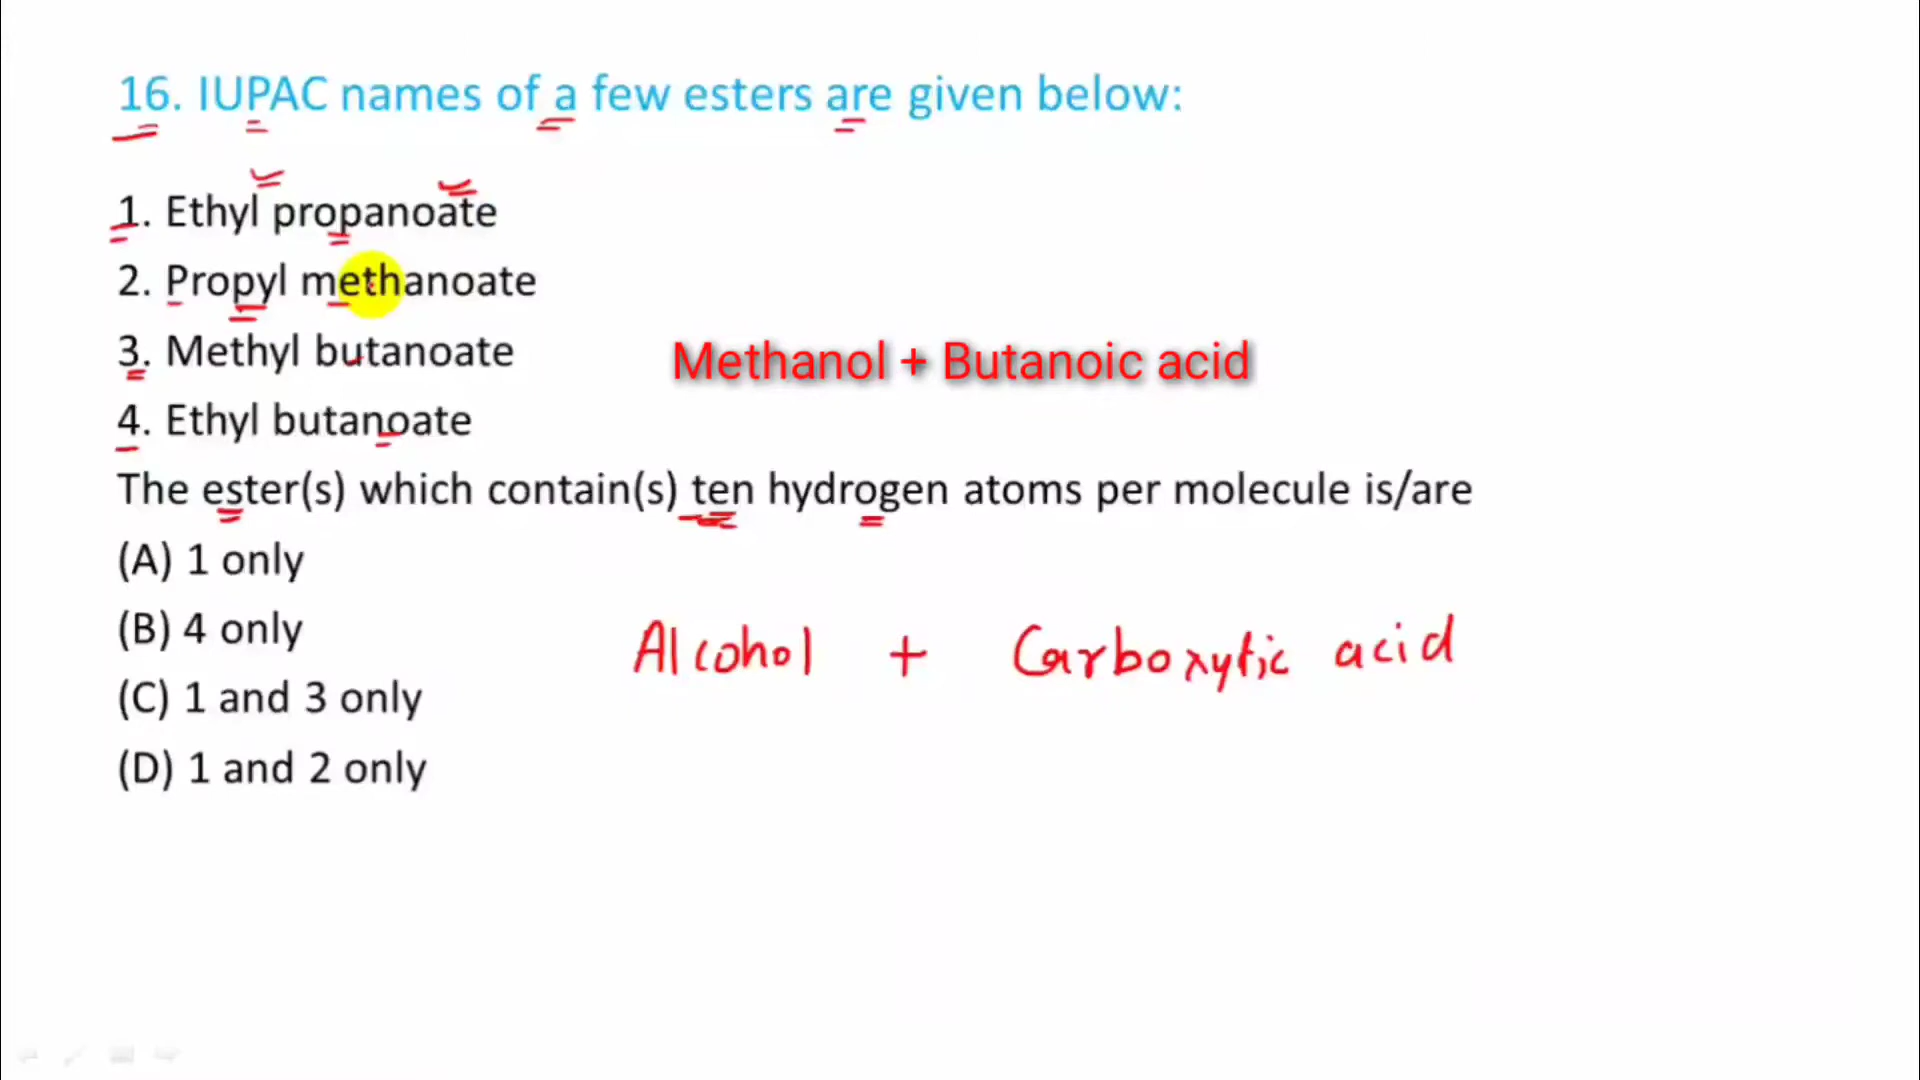 16. IUPAC names of a few esters are given below:
1. Ethyl propanoate
2. Propyl methanoate
3. Methyl butanoate
Methanol + Butanoic acid
4. Ethyl butanoate
The ester(s) which contain(s) ten hydrogen atoms per molecule is/are
(A) 1 only
(B) 4 only
Alcohol + Carboxylic acid
(C) 1 and 3 only
(D) 1 and 2 only